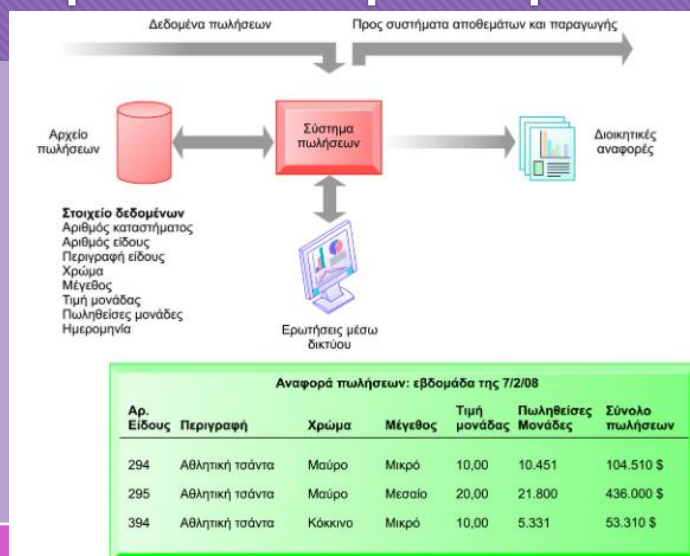 Δεδομένα πωλήσεων
Προς συστήματα αποθεμάτων και παραγωγής
Αρχείο
πωλήσεων
Σύστημα
πωλήσεων
Διοικητικές
αναφορές
Στοιχείο δεδομένων
Αριθμός καταστήματος
Αριθμός είδους
Περιγραφή είδους
Χρώμα
Μέγεθος
Τιμή μονάδας
Πωληθείσες μονάδες
Ημερομηνία
Ερωτήσεις μέσω
δικτύου
Αναφορά πωλήσεων: εβδομάδα της 7/2/08
Αρ. Είδους Περιγραφή Χρώμα Μέγεθος Τιμή μονάδας Πωληθείσες Μονάδες Σύνολο πωλήσεων
294 Αθλητική τσάντα Μαύρο Μικρό 10,00 10.451 104.510 $
295 Αθλητική τσάντα Μαύρο Μεσαίο 20,00 21.800 436.000 $
394 Αθλητική τσάντα Κόκκινο Μικρό 10,00 5.331 53.310 $